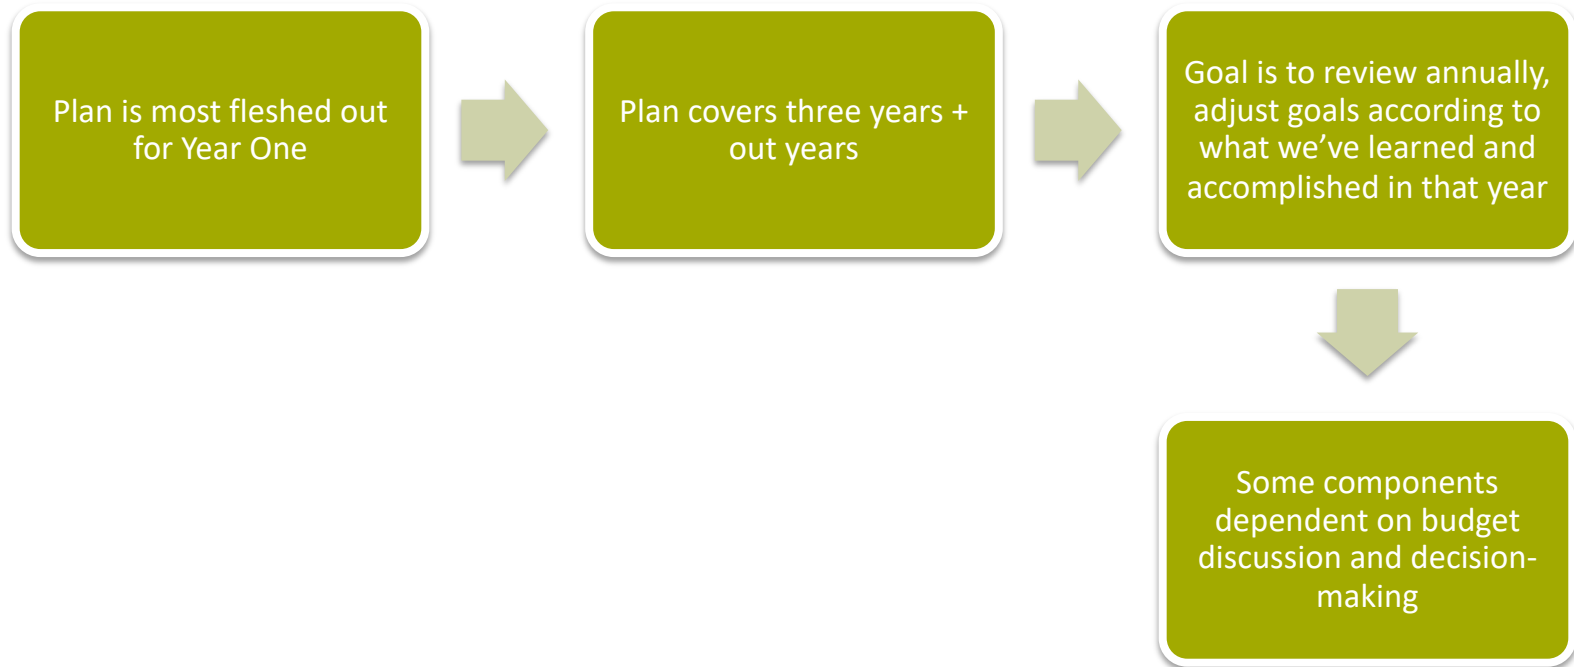 Plan is most fleshed out
for Year One
Plan covers three years +
out years
Goal is to review annually,
adjust goals according to
what we’ve learned and
accomplished in that year
Some components
dependent on budget
discussion and decision-
making